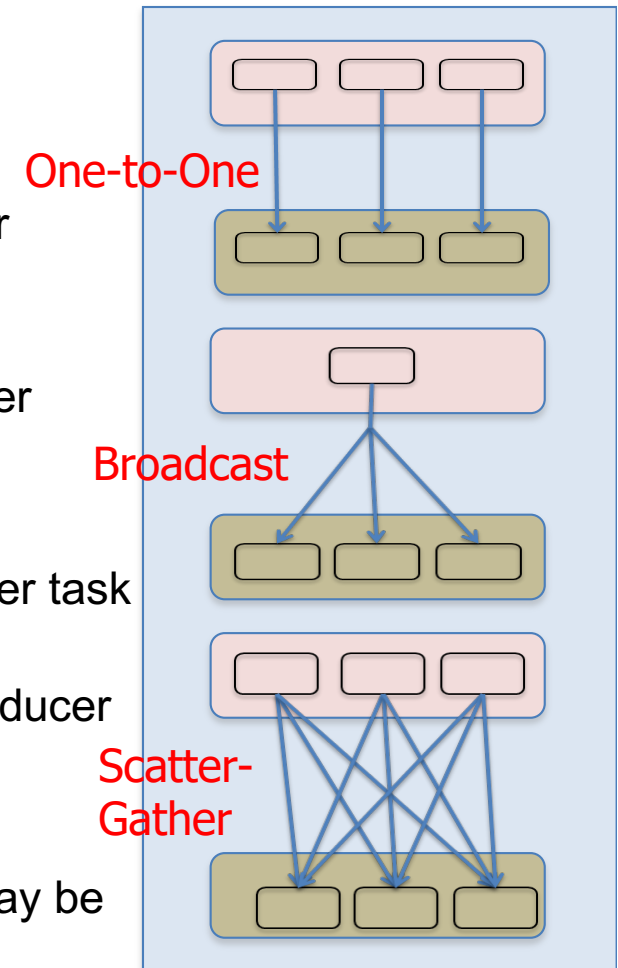 One-to-One
er
Broadcast
er task
ducer
Scatter-
Gather
ay be